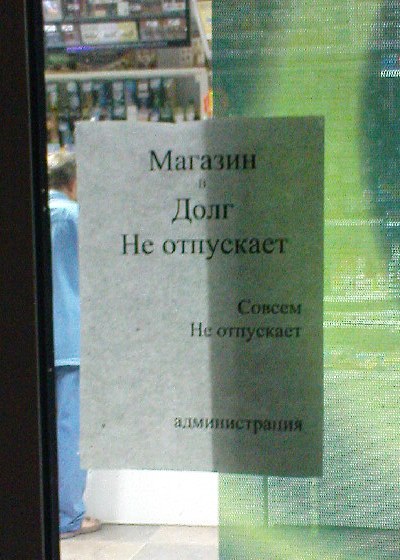 Магазин
в
Долг
Не отпускает
Совсем
Не отпускает
администрация